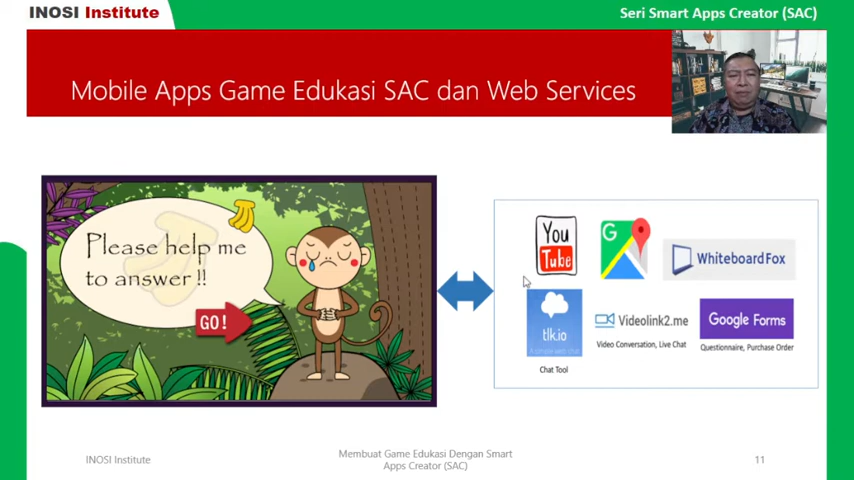 INOSI Institute
Seri Smart Apps Creator (SAC)
Mobile Apps Game Edukasi SAC dan Web Services
Please help me
to answer !!
GO!
You
Tube
G
WhiteboardFox
tlk.io
Chat Tool
Videolink2.me
Video Conversation, Live Chat
Google Forms
Questionnaire, Purchase Order
INOSI Institute
Membuat Game Edukasi Dengan Smart
Apps Creator (SAC)
11